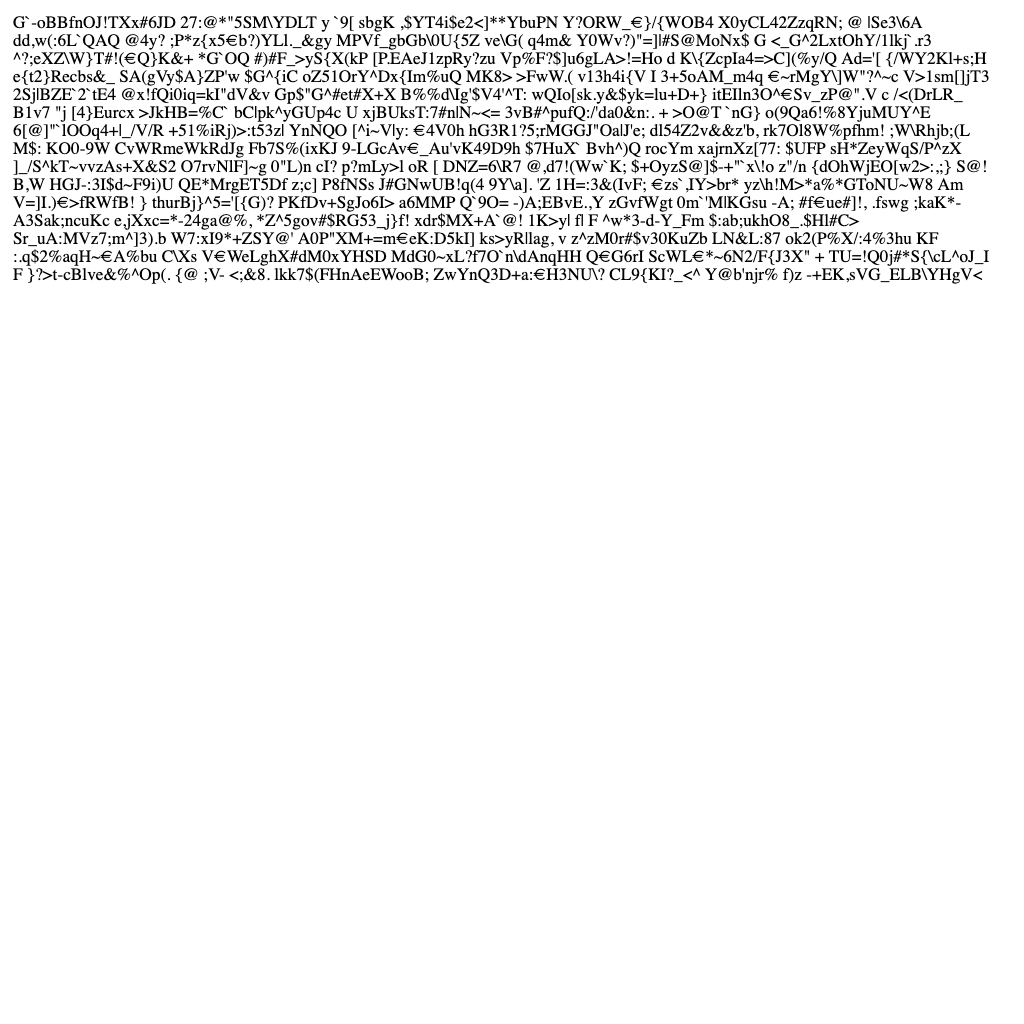 G`-oBBfnOJ!TXx#6JD 27:@*"5SM\YDLT y `9[ sbgK ,$YT4i$e2<]**YbuPN Y?ORW_€}/{WOB4 X0yCL42ZzqRN; @ |Se3\6A
dd,w(:6L`QAQ @4y? ;P*z{x5€b?)YL1._&gy MPVf_gbGb\0U{5Z ve\G( q4m& Y0Wv?)"=]|#S@MoNx$ G <_G^2LxtOhY/1lkj`.r3
^?;eXZ\W}T#!(€Q}K&+ *G`OQ #)#F_>yS{X(kP [P.EAeJ1zpRy?zu Vp%F?$]u6gLA>!=Ho d K\{ZcpIa4=>C](%y/Q Ad='[ {/WY2Kl+s;H
e{t2}Recbs&_ SA(gVy$A}ZP'w $G^{iC oZ51OrY^Dx{Im%uQ MK8> >FwW.( v13h4i{V I 3+5oAM_m4q €~rMgY\]W"?^~c V>1sm[]jT3
2Sj|BZE`2`tE4 @x!fQi0iq=kI"dV&v Gp$"G^#et#X+X B%%d\Ig'$V4'^T: wQIo[sk.y&$yk=lu+D+} itEIln3O^€Sv_zP@".V c /<(DrLR_
B1v7 "j [4}Eurcx >JkHB=%C` bC|pk^yGUp4c U xjBUksT:7#n|N~<= 3vB#^pufQ:/'da0&n:. + >O@T `nG} o(9Qa6!%8YjuMUY^E
6[@]"`lOOq4+|_/V/R +51%iRj)>:t53z| YnNQO [^i~V|y: €4V0h hG3R1?5;rMGGJ"Oa|J'e; dl54Z2v&&z'b, rk7Ol8W%pfhm! ;W\Rhjb;(L
M$: KO0-9W CvWRmeWkRdJg Fb7S%(ixKJ 9-LGcAv€_Au'vK49D9h $7HuX` Bvh^)Q rocYm xajrnXz[77: $UFP sH*ZeyWqS/P^zX
]_/S^kT~vvzAs+X&S2 O7rvNlF]~g 0"L)n cI? p?mLy>l oR [ DN'Z=6\R7 @,d7!(Ww`K; $+OyzS@]$-+"`x\!o z"/n {dOhWjEO[w2>:,;} S@!
B,W HGJ-:3I$d~F9i)U QE*MrgET5Df z;c] P8fNSs J#GNwUB!q(4 9Y\a]. 'Z 1H=:3&(IvF; €zs`,IY>br* yz\h!M>*a%*GToNU~W8 Am
V=]I.)€>fRWfB! } thurBj}^5='[{G)? PKfDv+SgJo6I> a6MMP Q`9O= -)A;EBvE.,Y zGvfWgt 0m`'M|KGsu -A; #f€ue#]!, .fswg ;kaK*-
A3Sak;ncuKc e,jXxc=*-24ga@%, *Z^5gov#$RG53_j}f! xdr$MX+A`@! 1K>y| f| F ^w*3-d-Y_Fm $:ab;ukhO8_.$Hl#C>
Sr_uA:MVz7;m^]3).b W7:xI9*+ZSY@' A0P"XM+=m€eK:D5kI] ks>yR|lag, v z^zM0r#$v30KuZb LN&L:87 ok2(P%X/:4%3hu KF
:.q$2%aqH~€A%bu C\Xs V€WeLghX#dM0xYHSD MdG0~xL?f7O`n\dAnqHH Q€G6rI ScWL€*~6N2/F{J3X" + TU=!Q0j#*S{\cL^oJ_I
F }?>t-cBlve&%^Op(. {@ ;V- <;&8. lkk7$(FHnAeEWooB; ZwYnQ3D+a:€H3NU\? CL9{KI?_<^ Y@b'njr% f)z -+EK,sVG_ELB\YHgV<